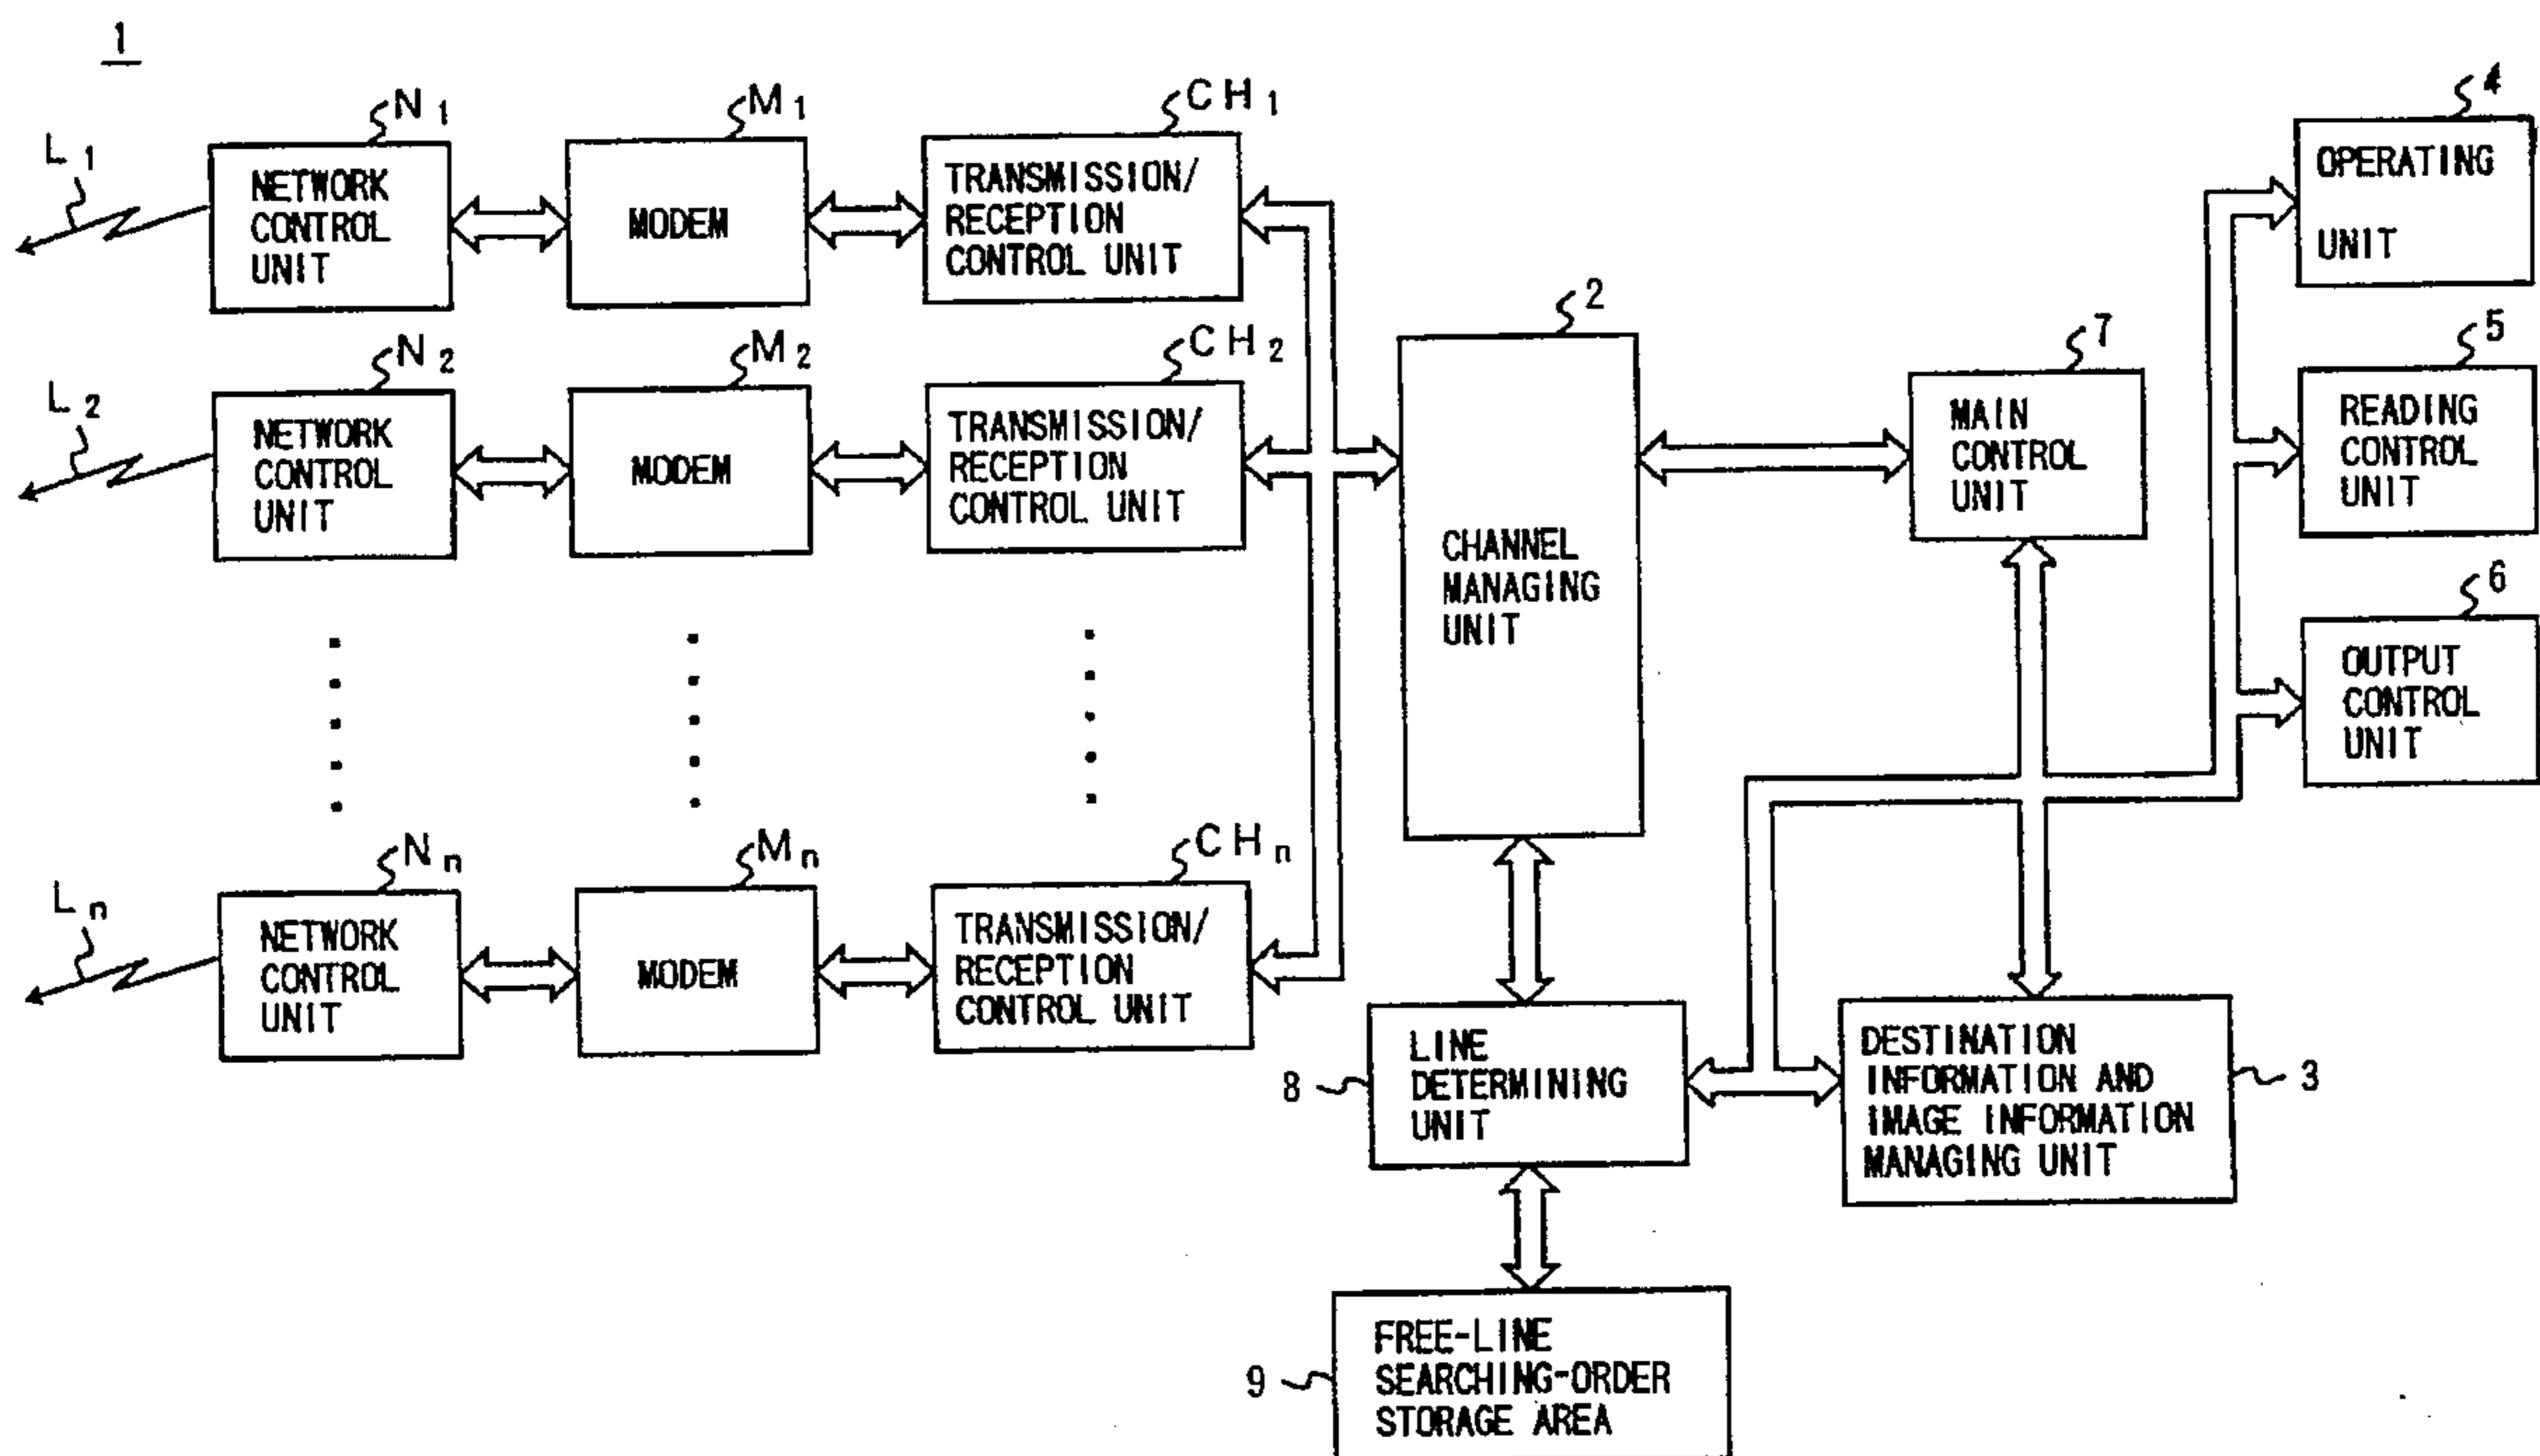 1
L1
N1
NETWORK
CONTROL
UNIT
M1
MODEM
CH1
TRANSMISSION/
RECEPTION
CONTROL UNIT
L2
N2
NETWORK
CONTROL
UNIT
M2
MODEM
CH2
TRANSMISSION/
RECEPTION
CONTROL UNIT
Ln
Nn
NETWORK
CONTROL
UNIT
Mn
MODEM
CHn
TRANSMISSION/
RECEPTION
CONTROL UNIT
2
CHANNEL
MANAGING
UNIT
7
MAIN
CONTROL
UNIT
4
OPERATING
UNIT
5
READING
CONTROL
UNIT
6
OUTPUT
CONTROL
UNIT
8
LINE
DETERMINING
UNIT
DESTINATION
INFORMATION AND
IMAGE INFORMATION
MANAGING UNIT
3
9
FREE-LINE
SEARCHING-ORDER
STORAGE AREA